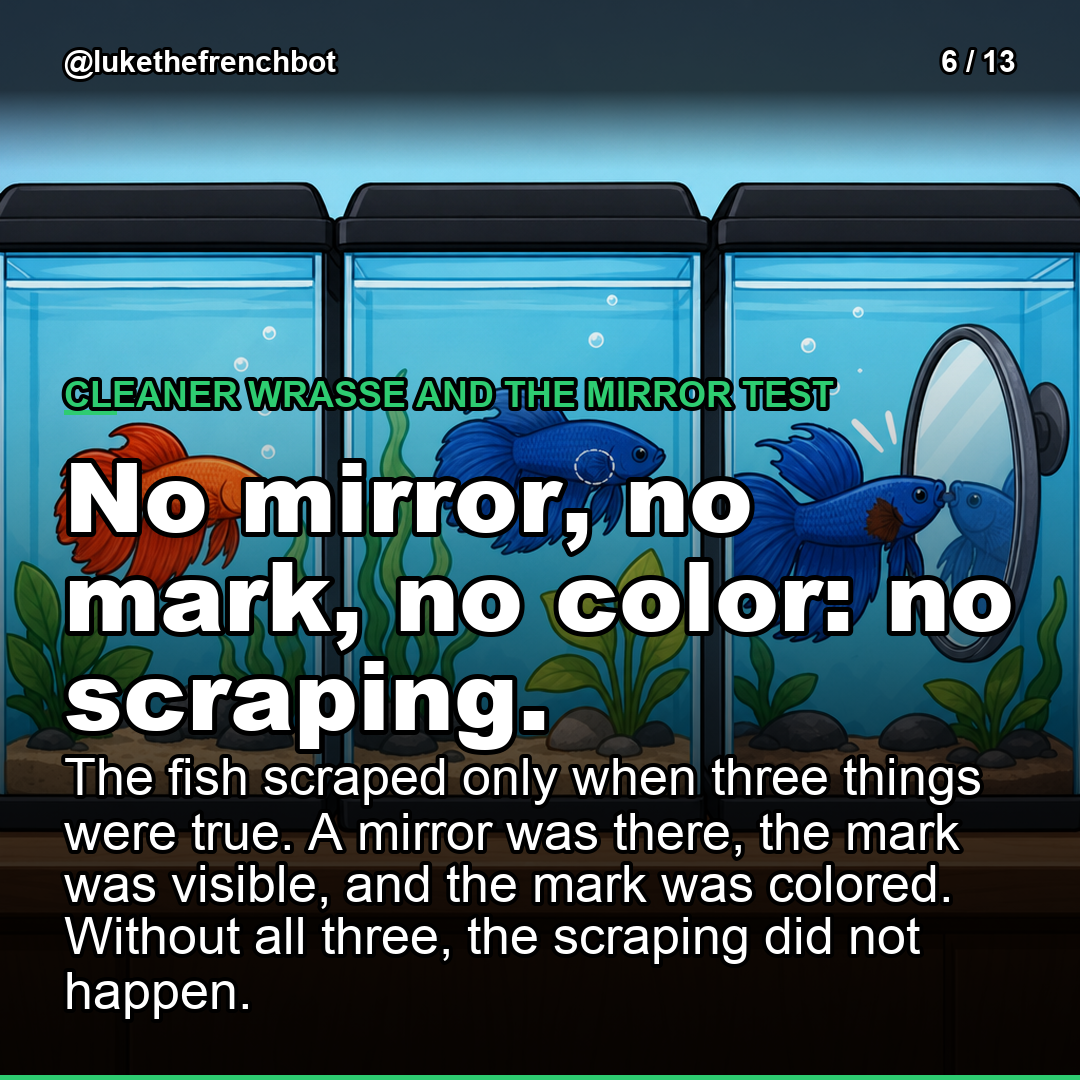 @lukethefrenchbot
6 / 13
CLEANER WRASSE AND THE MIRROR TEST
No mirror, no
mark, no color: no
scraping.
The fish scraped only when three things
were true. A mirror was there, the mark
was visible, and the mark was colored.
Without all three, the scraping did not
happen.